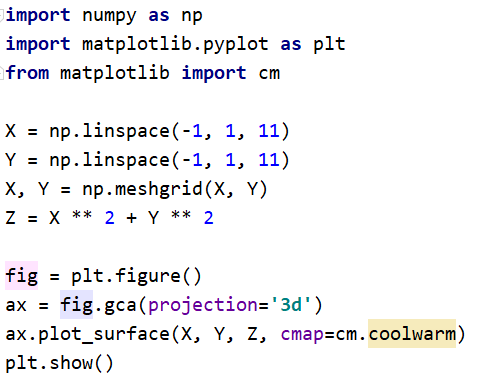 import numpy as np
import matplotlib.pyplot as plt
from matplotlib import cm
X = np.linspace(-1, 1, 11)
Y = np.linspace(-1, 1, 11)
X, Y = np.meshgrid(X, Y)
Z = X ** 2 + Y ** 2
fig = plt.figure()
ax = fig.gca(projection='3d')
ax.plot_surface(X, Y, Z, cmap=cm.coolwarm)
plt.show()